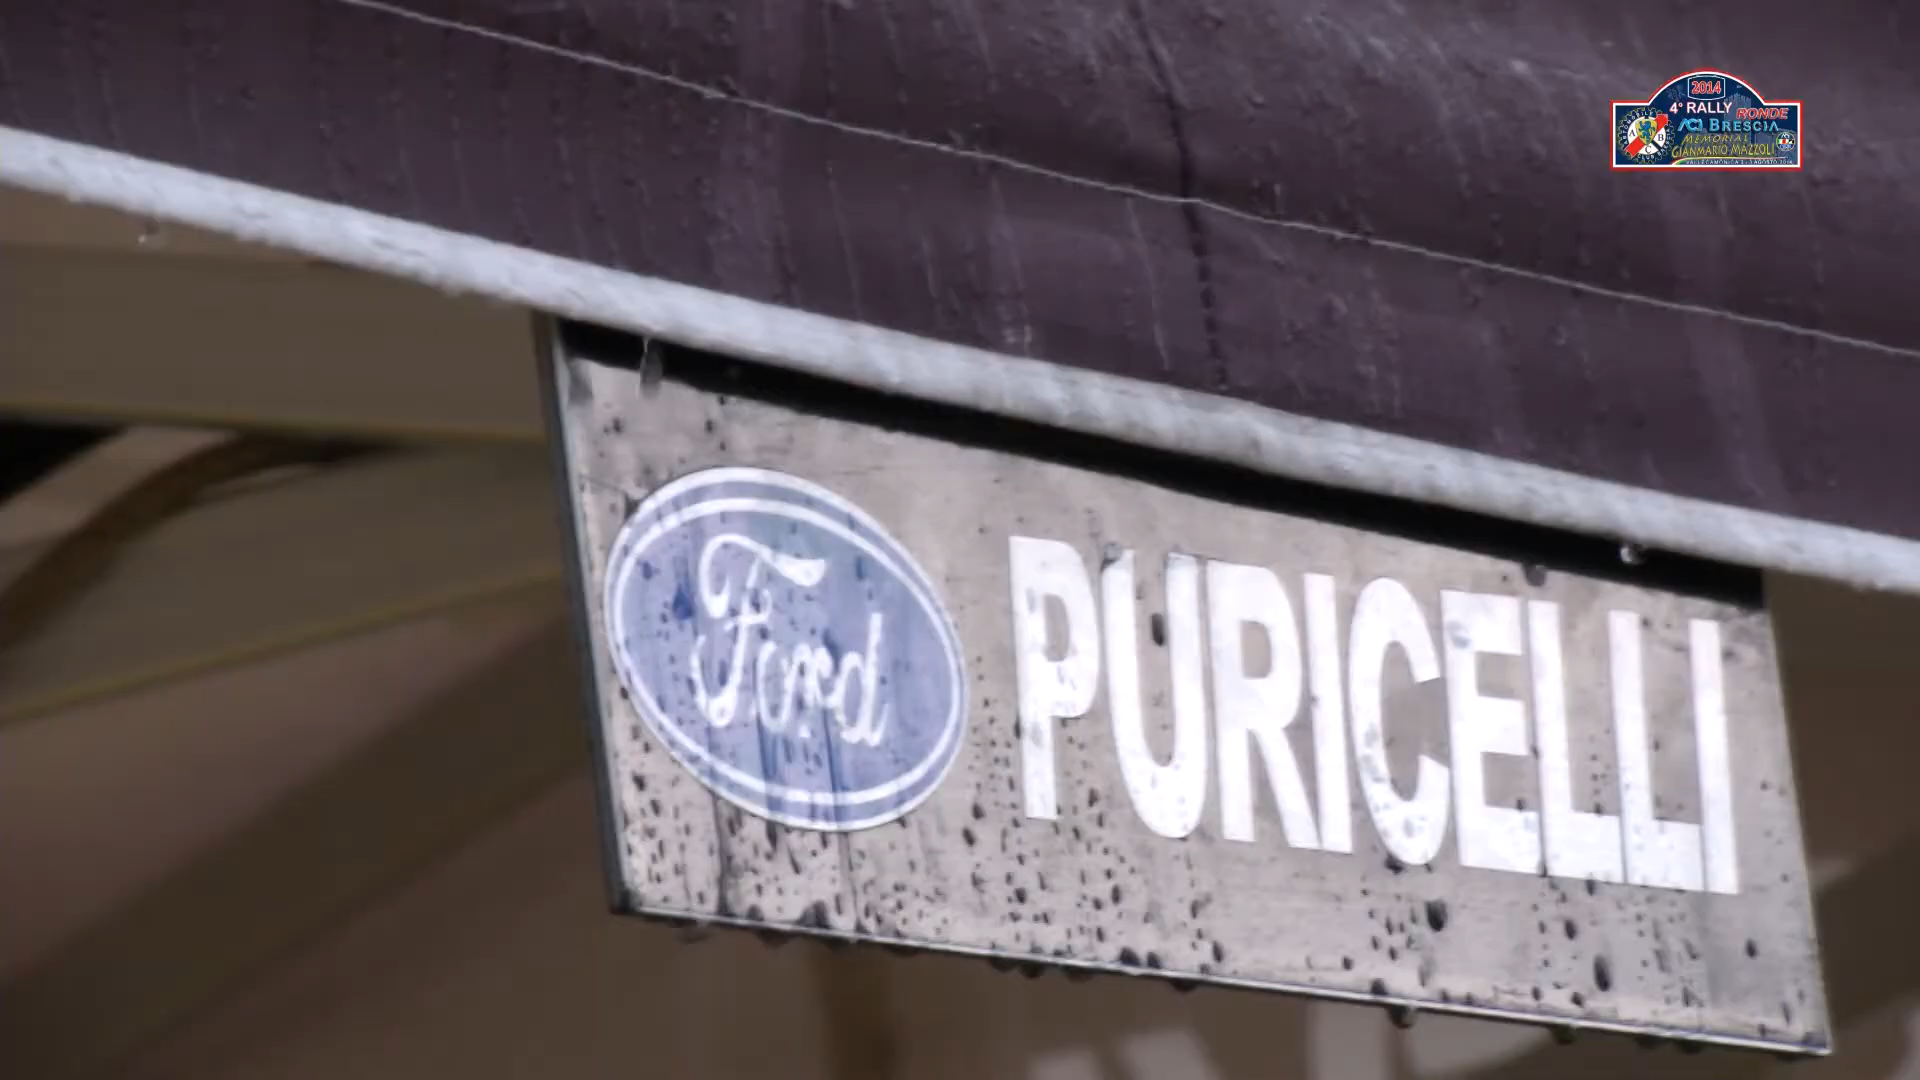 2014
4° RALLY RONDE
ACI BRESCIA
MEMORIAL
GIANMARIO MAZZOLI
Ford PURICELLI